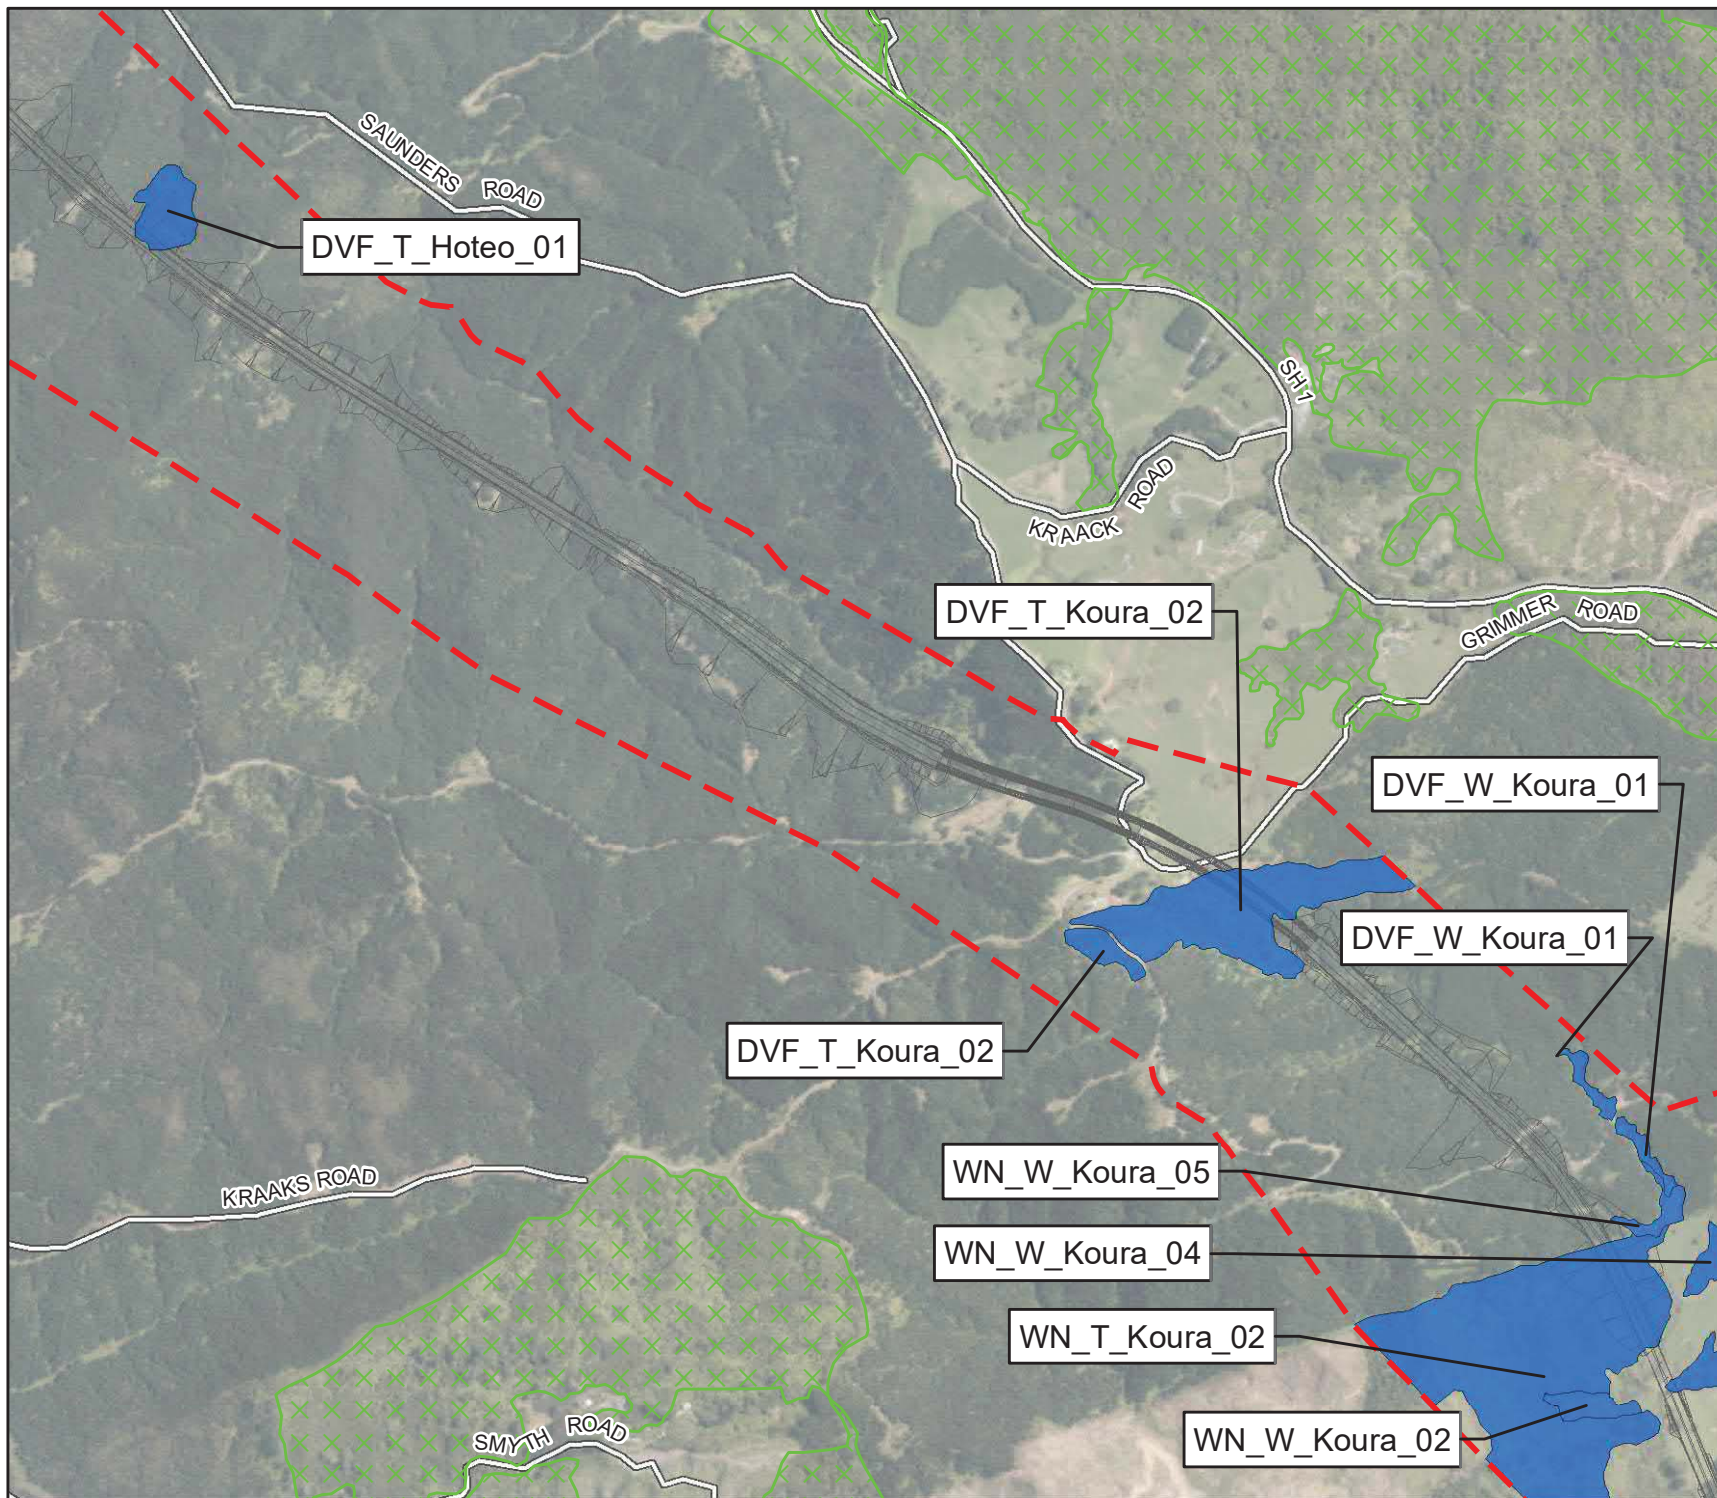 SAUNDERS ROAD
DVF_T_Hoteo_01
SH 1
KRAACK ROAD
DVF_T_Koura_02
GRIMMER ROAD
DVF_W_Koura_01
DVF_W_Koura_01
DVF_T_Koura_02
WN_W_Koura_05
KRAAKS ROAD
WN_W_Koura_04
WN_T_Koura_02
SMYTH ROAD
WN_W_Koura_02